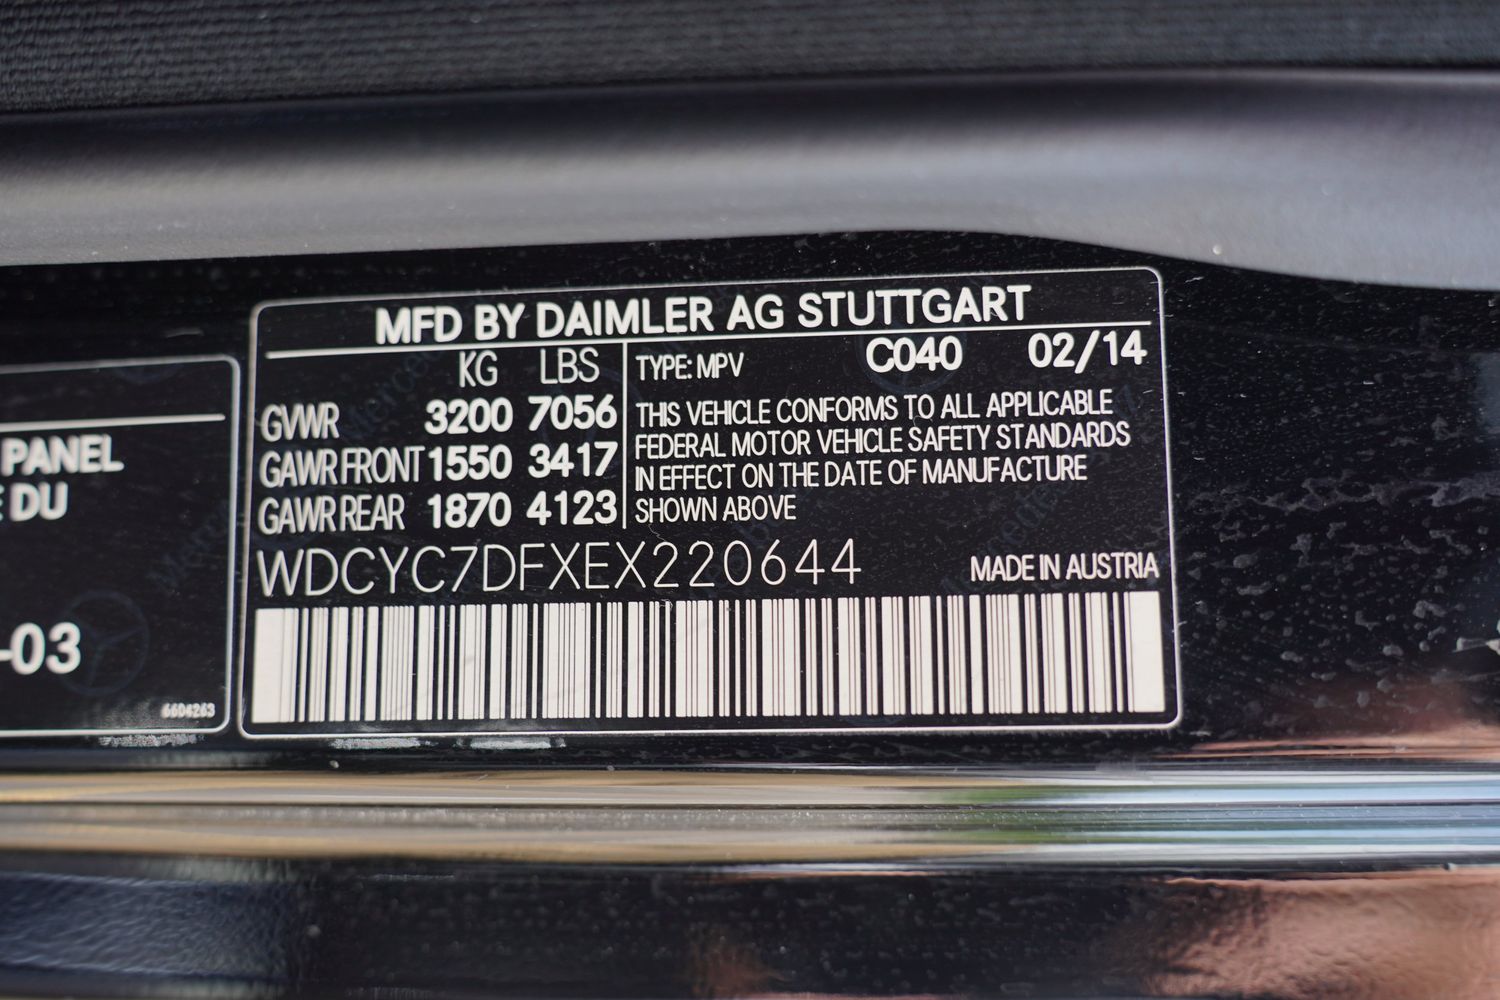 PANEL
DU
-03
6604263
MFD BY DAIMLER AG STUTTGART
KG LBS
GVWR 3200 7056
GAWR FRONT 1550 3417
GAWR REAR 1870 4123
TYPE: MPV C040 02/14
THIS VEHICLE CONFORMS TO ALL APPLICABLE
FEDERAL MOTOR VEHICLE SAFETY STANDARDS
IN EFFECT ON THE DATE OF MANUFACTURE
SHOWN ABOVE
WDCYC7DFXEX220644 MADE IN AUSTRIA